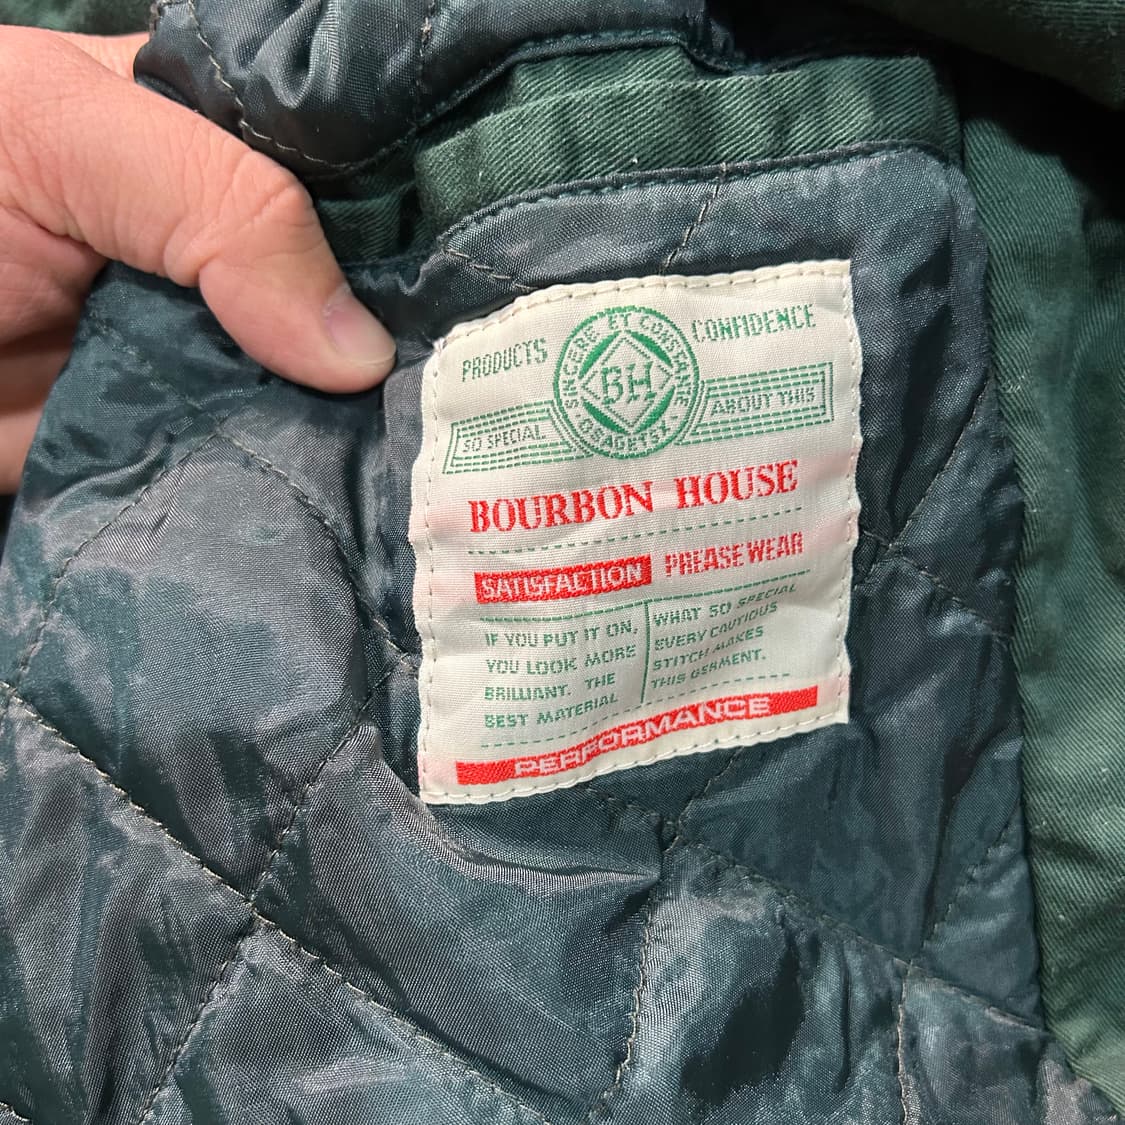 PRODUCTS
CONFIDENCE
SINCERE ET CONSTANTE
BH
SO SPECIAL
ABOUT THIS
BOURBON HOUSE
SATISFACTION PREASE WEAR
IF YOU PUT IT ON,
YOU LOOK MORE
BRILLIANT. THE
BEST MATERIAL
WHAT SO SPECIAL
EVERY CAUTIOUS
STITCH MAKES
THIS GERMENT.
PERFORMANCE